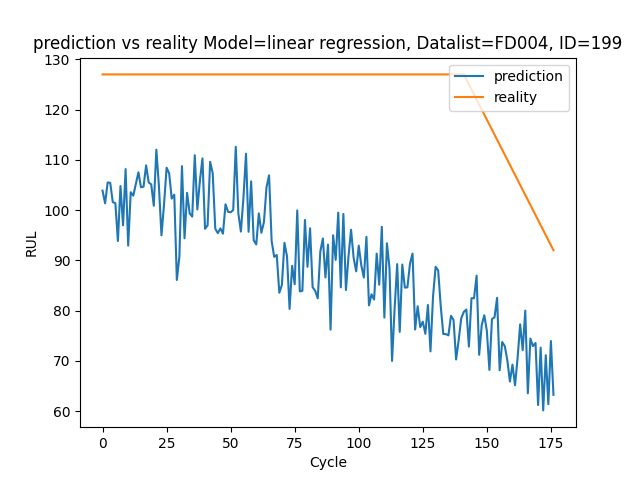 prediction vs reality Model=linear regression, Datalist=FD004, ID=199
prediction
reality
130
120
110
100
90
80
70
60
RUL
0 25 50 75 100 125 150 175
Cycle